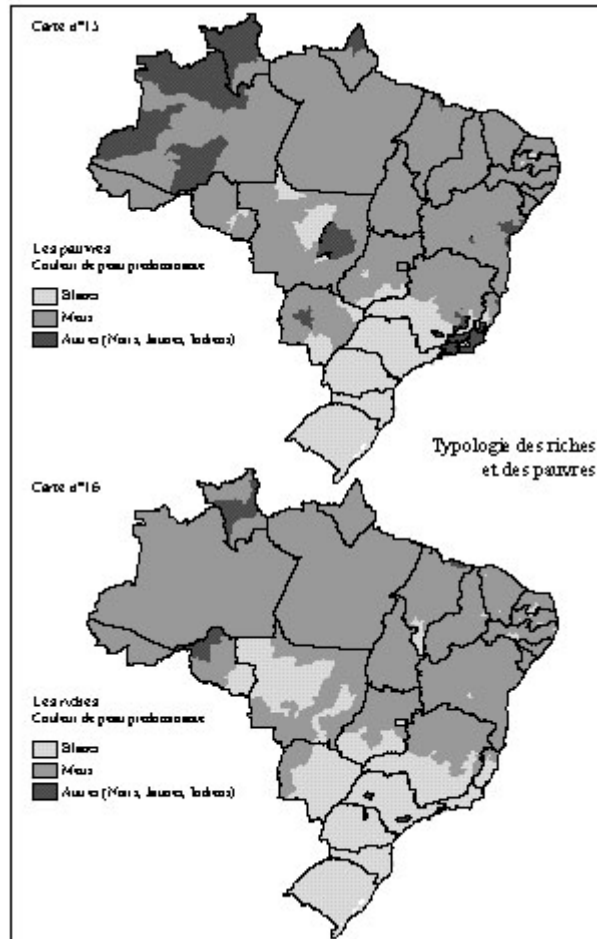 Carte n°15
Les pauvres
Couleur de peau prédominante
Blancs
Métis
Autres (Noirs, Jaunes, Indiens)
Typologie des riches
et des pauvres
Carte n°16
Les riches
Couleur de peau prédominante
Blancs
Métis
Autres (Noirs, Jaunes, Indiens)